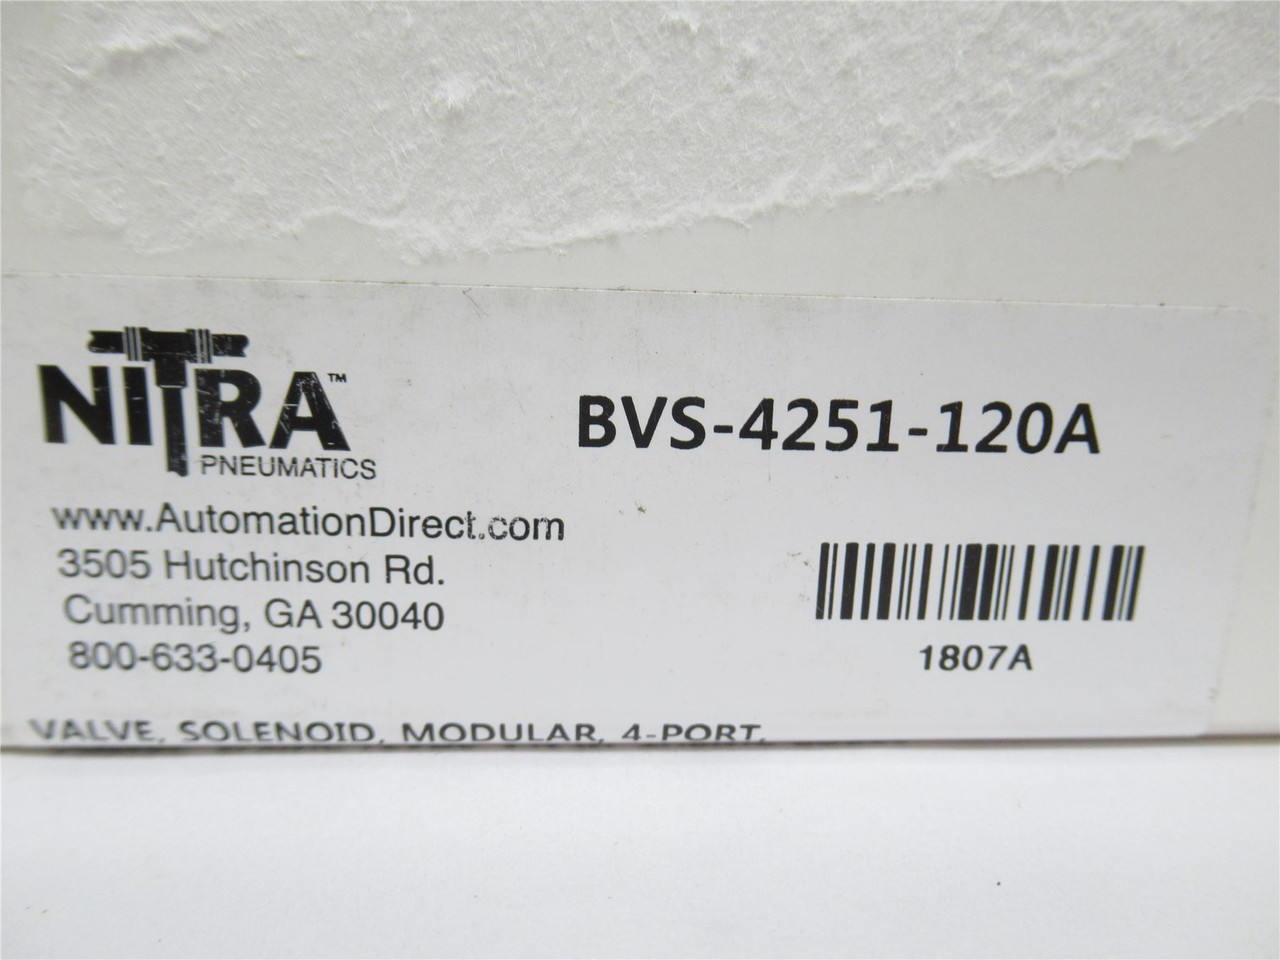 NITRA™
PNEUMATICS
BVS-4251-120A
www.AutomationDirect.com
3505 Hutchinson Rd.
Cumming, GA 30040
800-633-0405
1807A
VALVE, SOLENOID, MODULAR, 4-PORT,